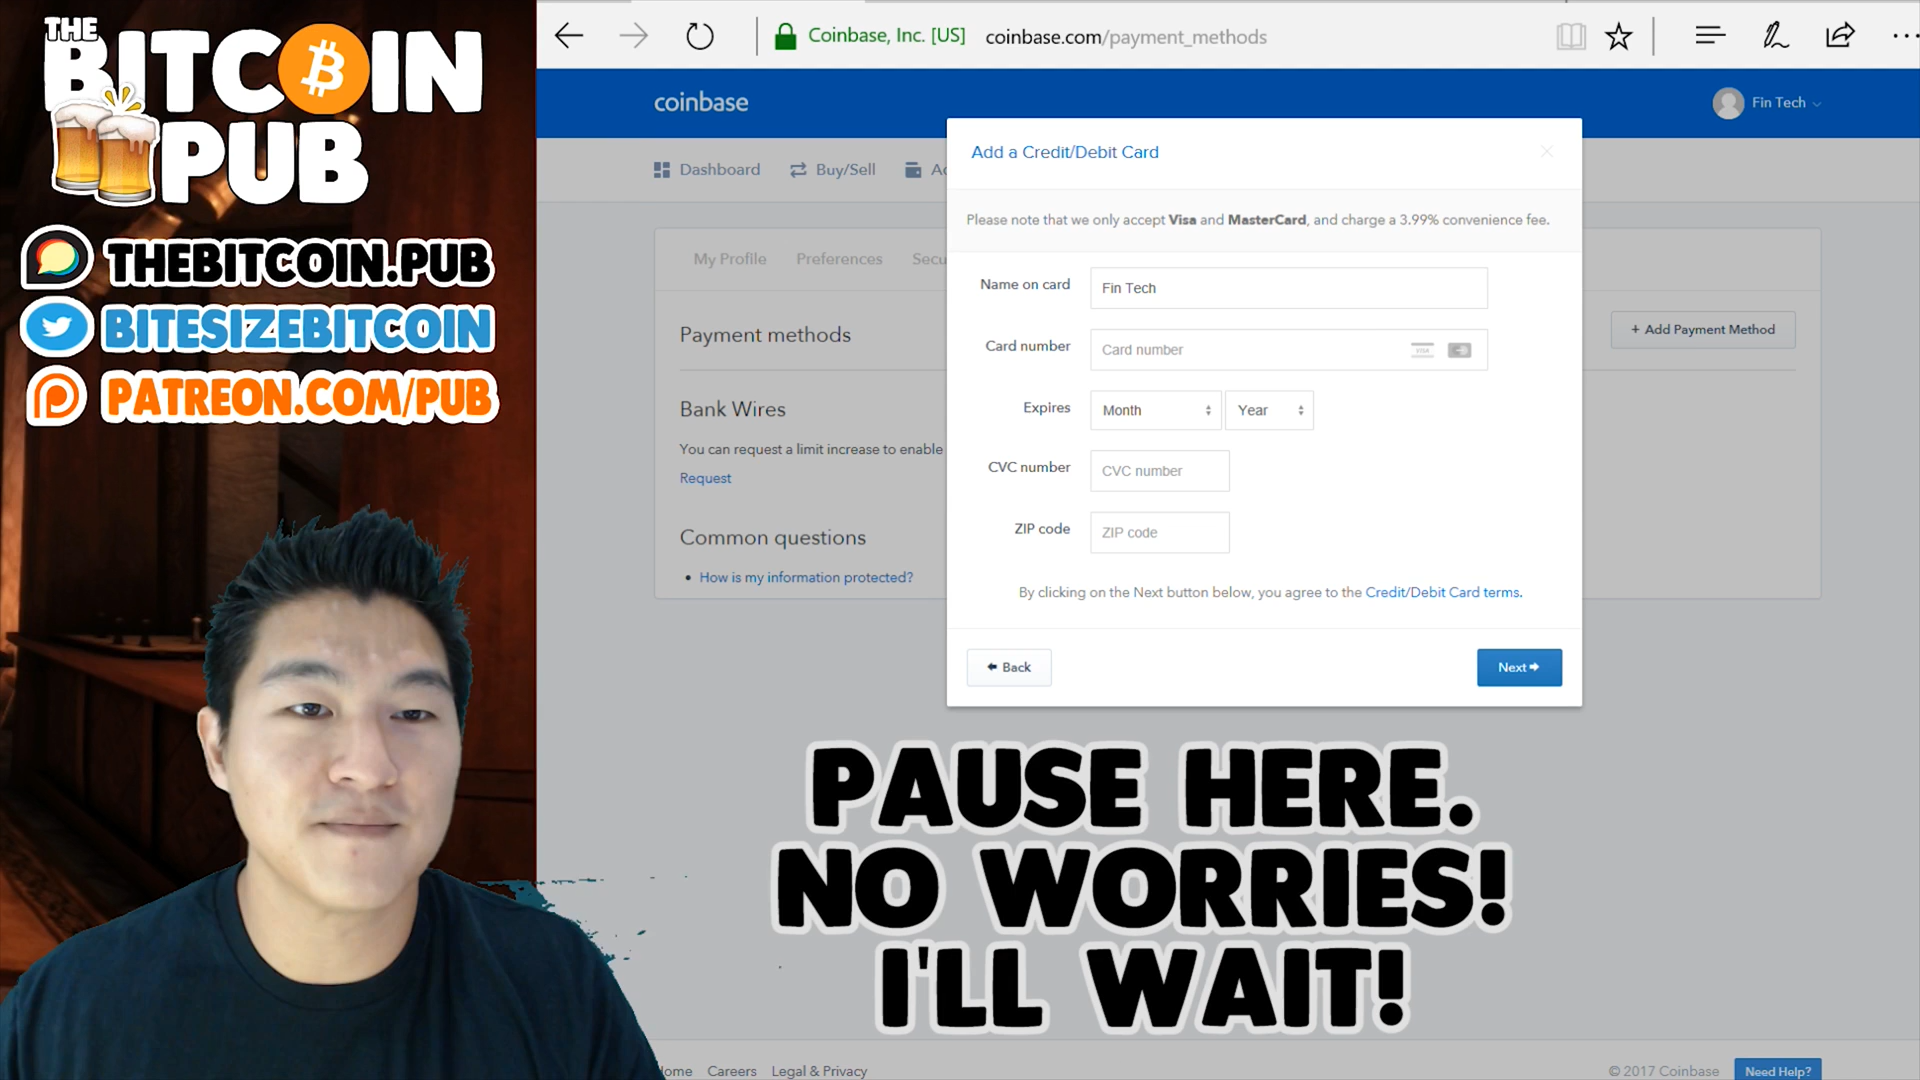 THE
BITCOIN
PUB
THEBITCOIN.PUB
BITESIZEBITCOIN
PATREON.COM/PUB
Coinbase, Inc. [US] coinbase.com/payment_methods
coinbase
Fin Tech
Dashboard Buy/Sell Ac
My Profile Preferences Secu
Payment methods
+ Add Payment Method
Bank Wires
You can request a limit increase to enable
Request
Common questions
• How is my information protected?
Add a Credit/Debit Card
Please note that we only accept Visa and MasterCard, and charge a 3.99% convenience fee.
Name on card Fin Tech
Card number Card number VISA
Expires Month Year
CVC number CVC number
ZIP code ZIP code
By clicking on the Next button below, you agree to the Credit/Debit Card terms.
Back Next
PAUSE HERE.
NO WORRIES!
I'LL WAIT!
ome Careers Legal & Privacy
© 2017 Coinbase Need Help?